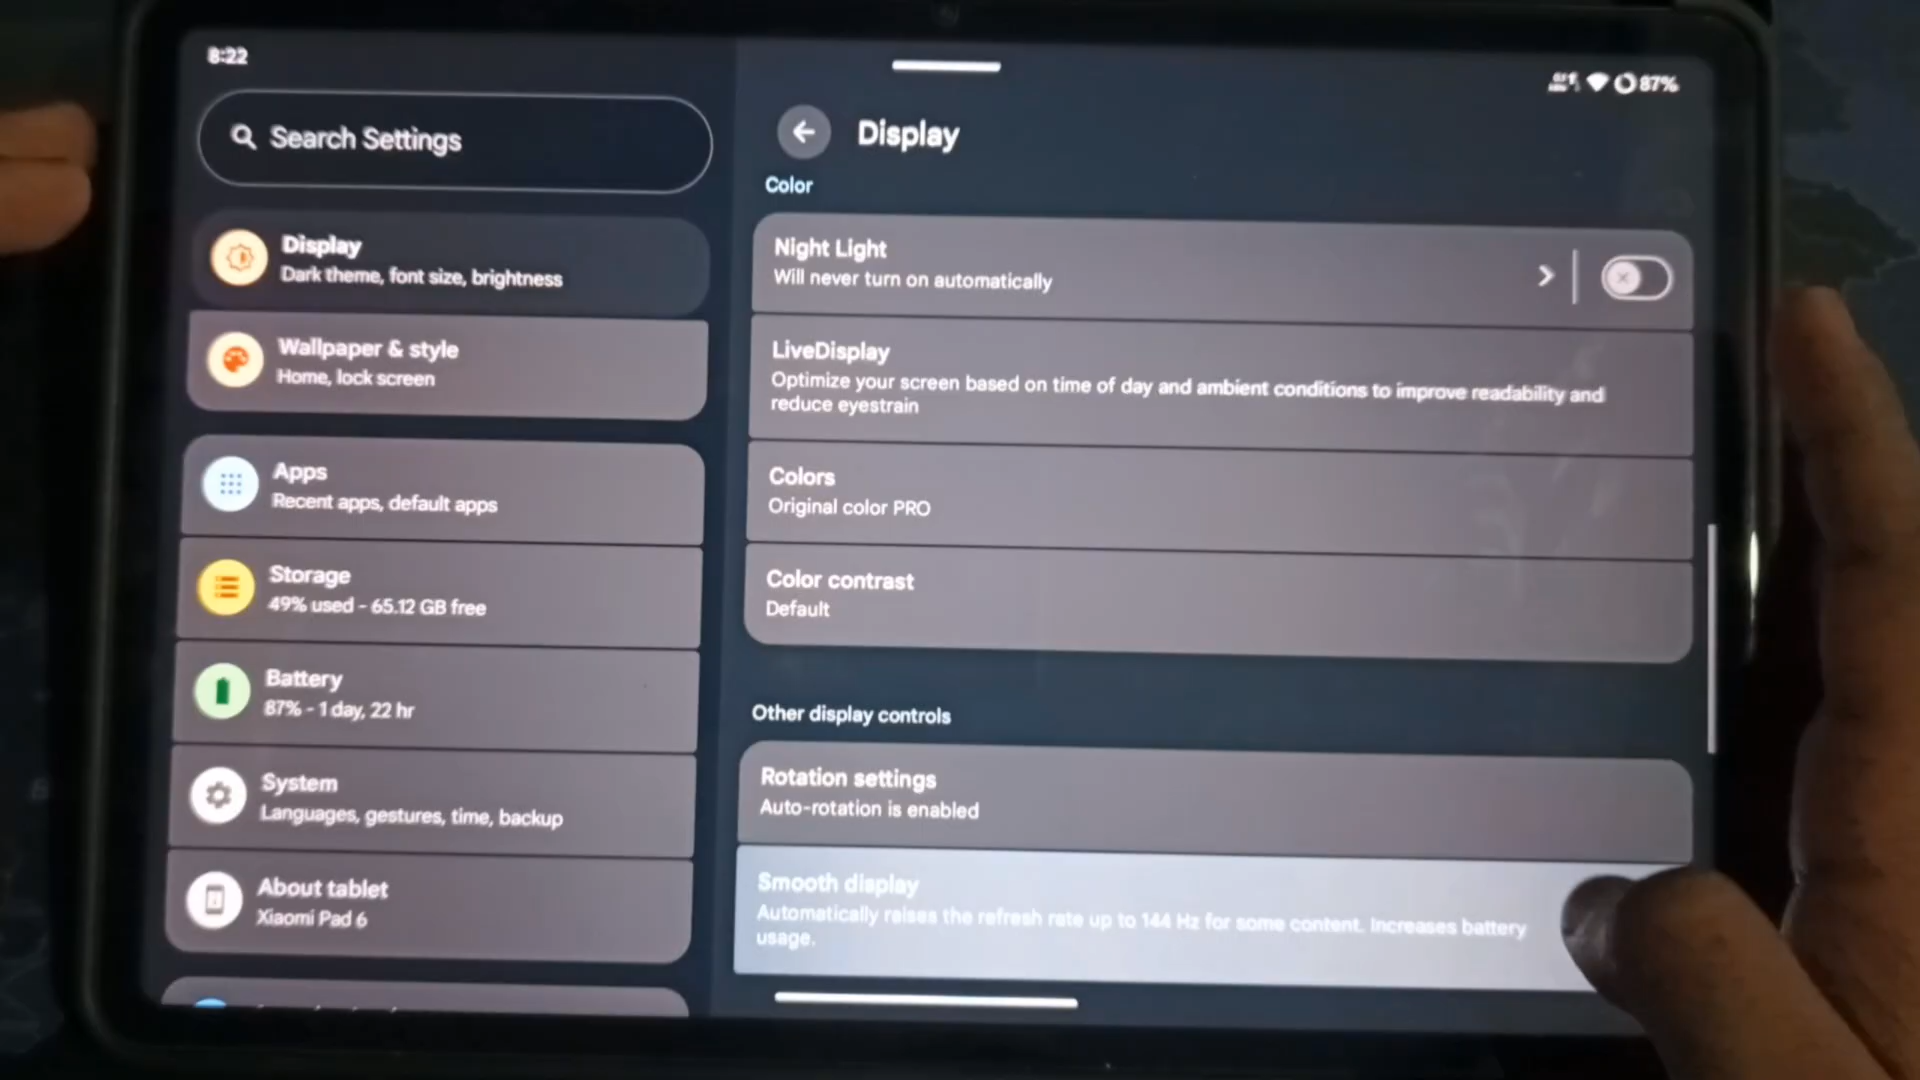 8:22
87%
Search Settings
Display
Dark theme, font size, brightness
Wallpaper & style
Home, lock screen
Apps
Recent apps, default apps
Storage
49% used - 65.12 GB free
Battery
87% - 1 day, 22 hr
System
Languages, gestures, time, backup
About tablet
Xiaomi Pad 6
Display
Color
Night Light
Will never turn on automatically
LiveDisplay
Optimize your screen based on time of day and ambient conditions to improve readability and
reduce eyestrain
Colors
Original color PRO
Color contrast
Default
Other display controls
Rotation settings
Auto-rotation is enabled
Smooth display
Automatically raises the refresh rate up to 144 Hz for some content. Increases battery
usage.